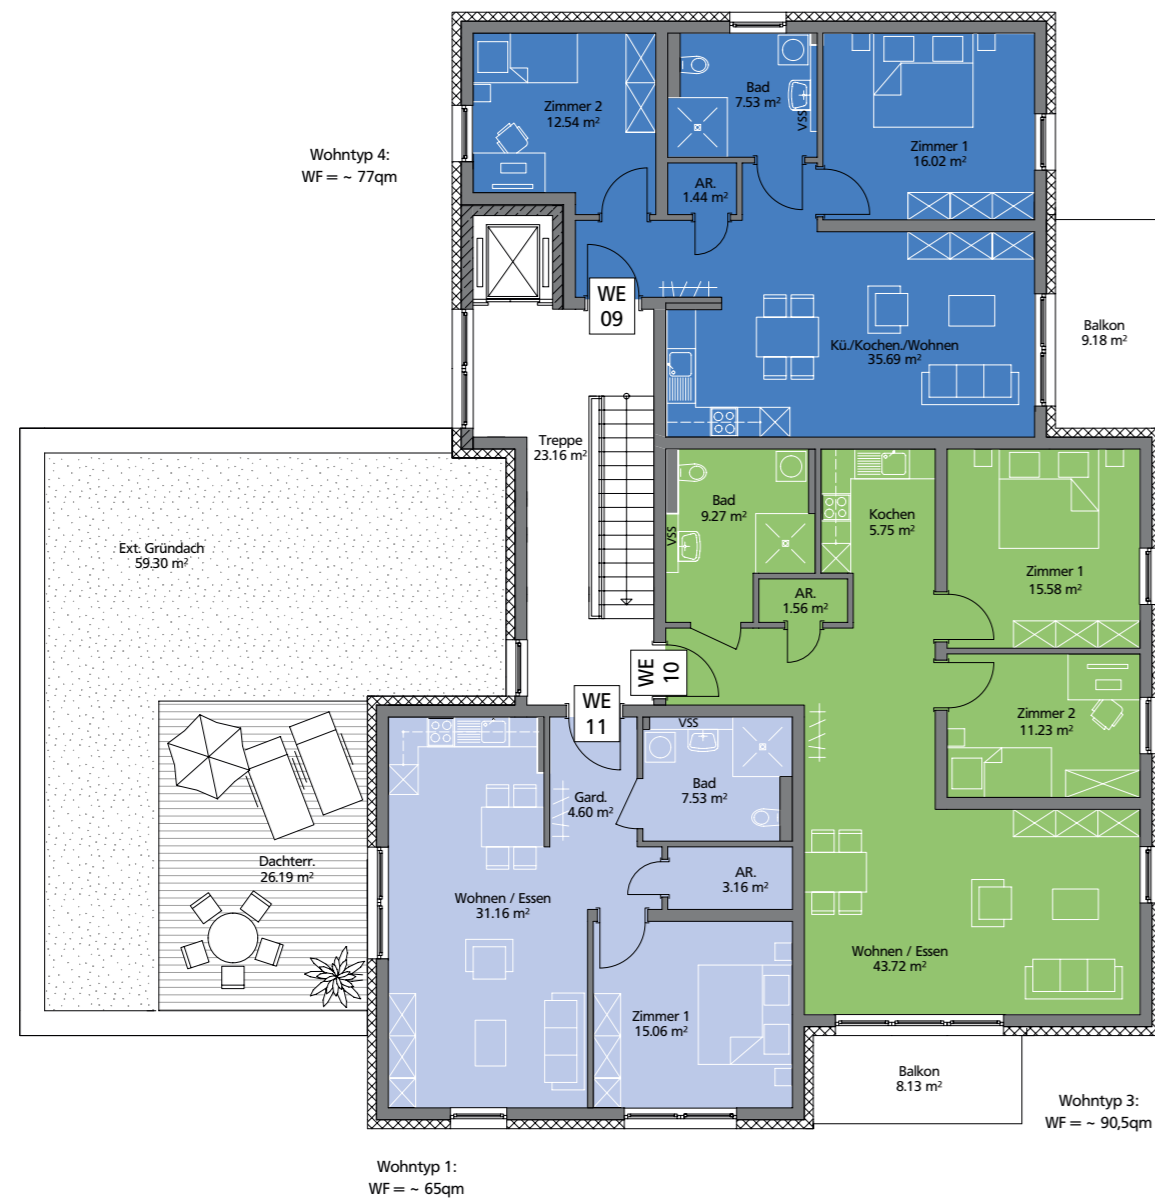 Wohntyp 4:
WF = ~ 77qm
Zimmer 2
12.54 m²
Bad
7.53 m²
VSS
Zimmer 1
16.02 m²
AR.
1.44 m²
WE
09
Kü./Kochen./Wohnen
35.69 m²
Balkon
9.18 m²
Treppe
23.16 m²
Ext. Gründach
59.30 m²
Bad
9.27 m²
VSS
Kochen
5.75 m²
Zimmer 1
15.58 m²
AR.
1.56 m²
WE
10
Zimmer 2
11.23 m²
WE
11
VSS
Bad
7.53 m²
Gard.
4.60 m²
Dachterr.
26.19 m²
AR.
3.16 m²
Wohnen / Essen
31.16 m²
Wohnen / Essen
43.72 m²
Zimmer 1
15.06 m²
Balkon
8.13 m²
Wohntyp 3:
WF = ~ 90,5qm
Wohntyp 1:
WF = ~ 65qm